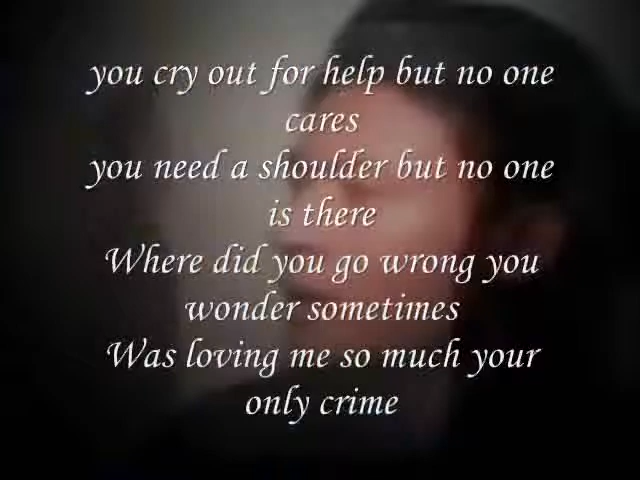 you cry out for help but no one
cares
you need a shoulder but no one
is there
Where did you go wrong you
wonder sometimes
Was loving me so much your
only crime